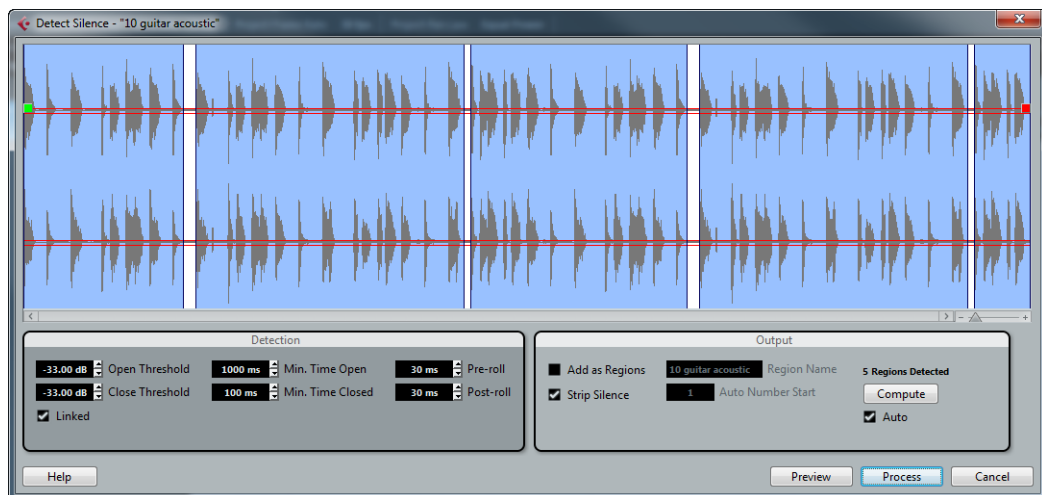 Detect Silence - "10 guitar acoustic"
Detection
-33.00 dB Open Threshold 1000 ms Min. Time Open 30 ms Pre-roll
-33.00 dB Close Threshold 100 ms Min. Time Closed 30 ms Post-roll
Linked
Output
Add as Regions 10 guitar acoustic Region Name 5 Regions Detected
Strip Silence 1 Auto Number Start Compute
Auto
Help Preview Process Cancel